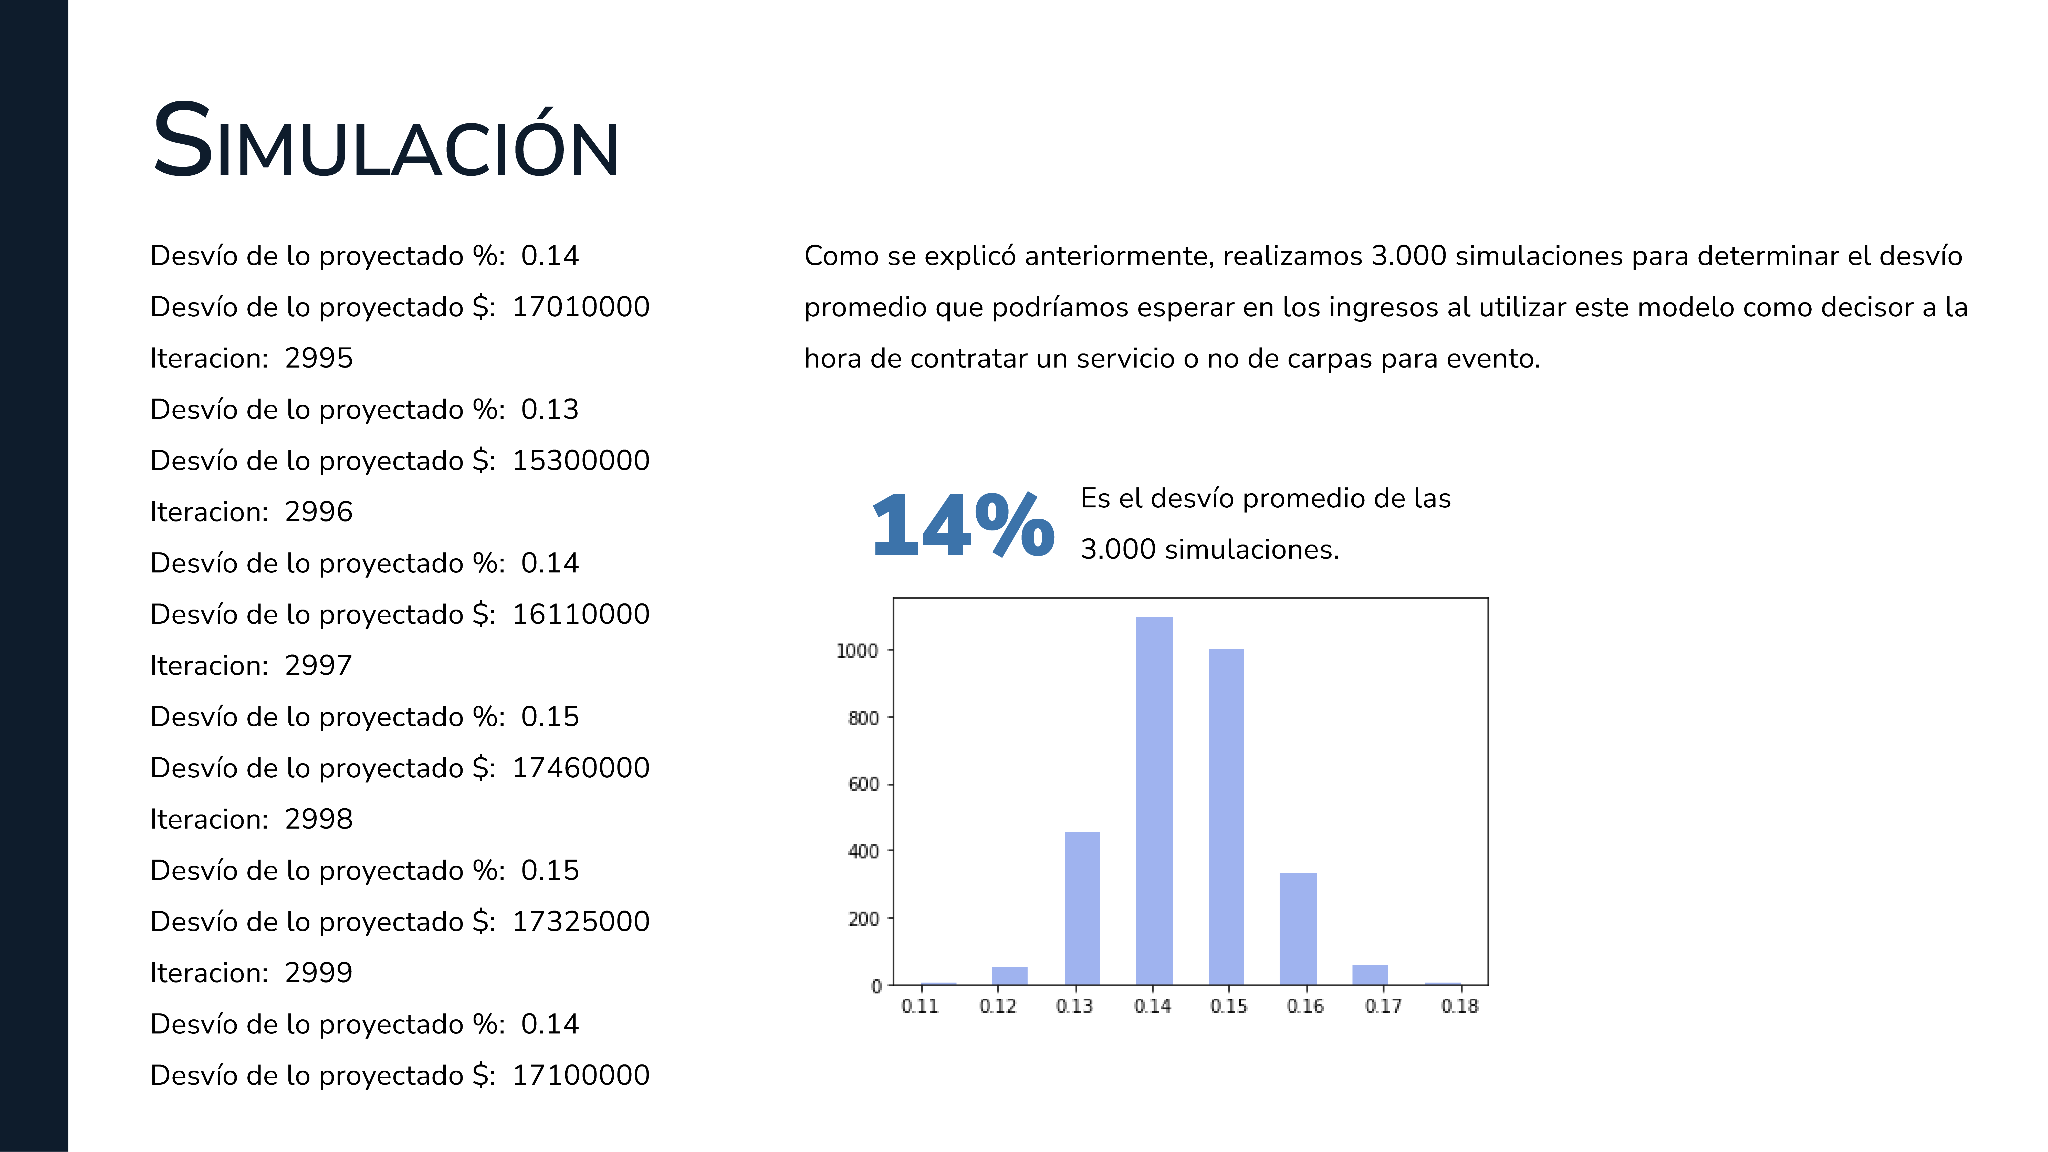 SIMULACIÓN
Desvío de lo proyectado %: 0.14
Desvío de lo proyectado $: 17010000
Iteracion: 2995
Desvío de lo proyectado %: 0.13
Desvío de lo proyectado $: 15300000
Iteracion: 2996
Desvío de lo proyectado %: 0.14
Desvío de lo proyectado $: 16110000
Iteracion: 2997
Desvío de lo proyectado %: 0.15
Desvío de lo proyectado $: 17460000
Iteracion: 2998
Desvío de lo proyectado %: 0.15
Desvío de lo proyectado $: 17325000
Iteracion: 2999
Desvío de lo proyectado %: 0.14
Desvío de lo proyectado $: 17100000
Como se explicó anteriormente, realizamos 3.000 simulaciones para determinar el desvío
promedio que podríamos esperar en los ingresos al utilizar este modelo como decisor a la
hora de contratar un servicio o no de carpas para evento.
14%
Es el desvío promedio de las
3.000 simulaciones.
1000
800
600
400
200
0
0.11 0.12 0.13 0.14 0.15 0.16 0.17 0.18